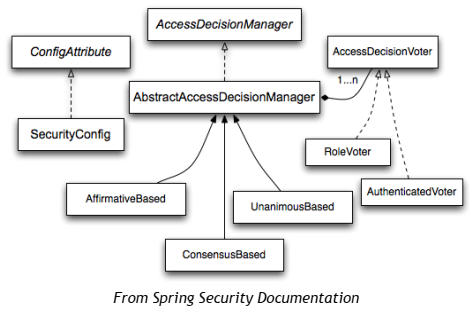 AccessDecisionManager
ConfigAttribute
AccessDecisionVoter
1...n
AbstractAccessDecisionManager
SecurityConfig
RoleVoter
AuthenticatedVoter
AffirmativeBased
UnanimousBased
ConsensusBased
From Spring Security Documentation